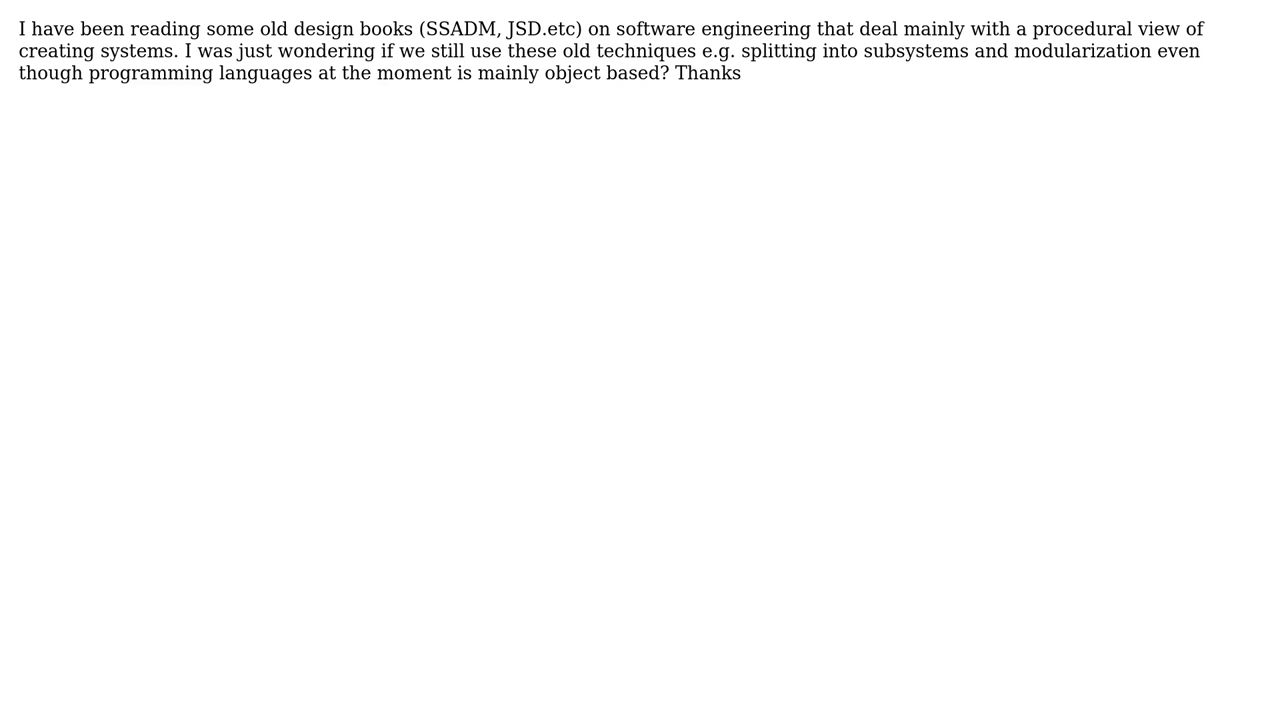 I have been reading some old design books (SSADM, JSD.etc) on software engineering that deal mainly with a procedural view of
creating systems. I was just wondering if we still use these old techniques e.g. splitting into subsystems and modularization even
though programming languages at the moment is mainly object based? Thanks